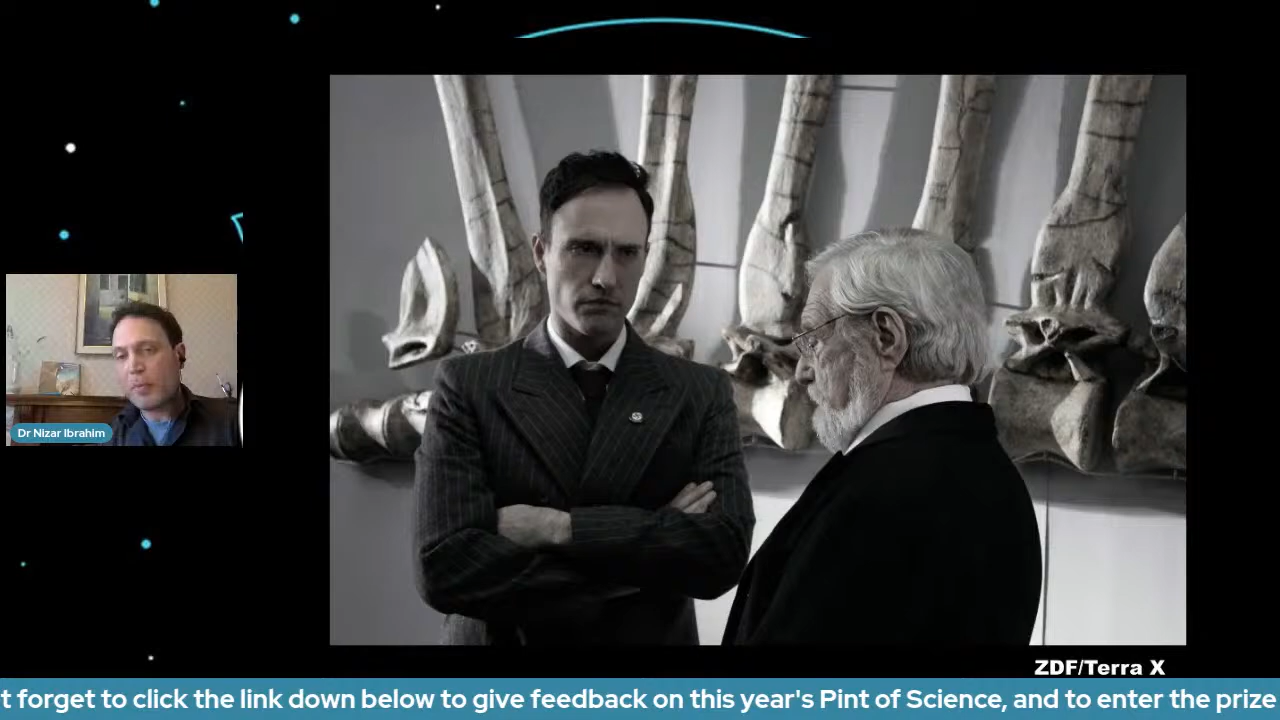 Dr Nizar Ibrahim
ZDF/Terra X
t forget to click the link down below to give feedback on this year's Pint of Science, and to enter the prize